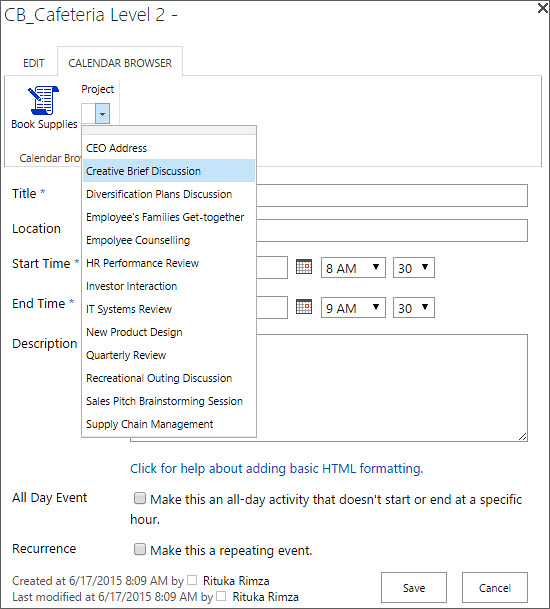 CB_Cafeteria Level 2 -
EDIT
CALENDAR BROWSER
Project
Book Supplies
Calendar Brow
CEO Address
Creative Brief Discussion
Diversification Plans Discussion
Employee's Families Get-together
Empolyee Counselling
HR Performance Review
Investor Interaction
IT Systems Review
New Product Design
Quarterly Review
Recreational Outing Discussion
Sales Pitch Brainstorming Session
Supply Chain Management
Title *
Location
Start Time *
8 AM
30
End Time *
9 AM
30
Description
Click for help about adding basic HTML formatting.
All Day Event
Make this an all-day activity that doesn't start or end at a specific
hour.
Recurrence
Make this a repeating event.
Created at 6/17/2015 8:09 AM by Rituka Rimza
Last modified at 6/17/2015 8:09 AM by Rituka Rimza
Save
Cancel